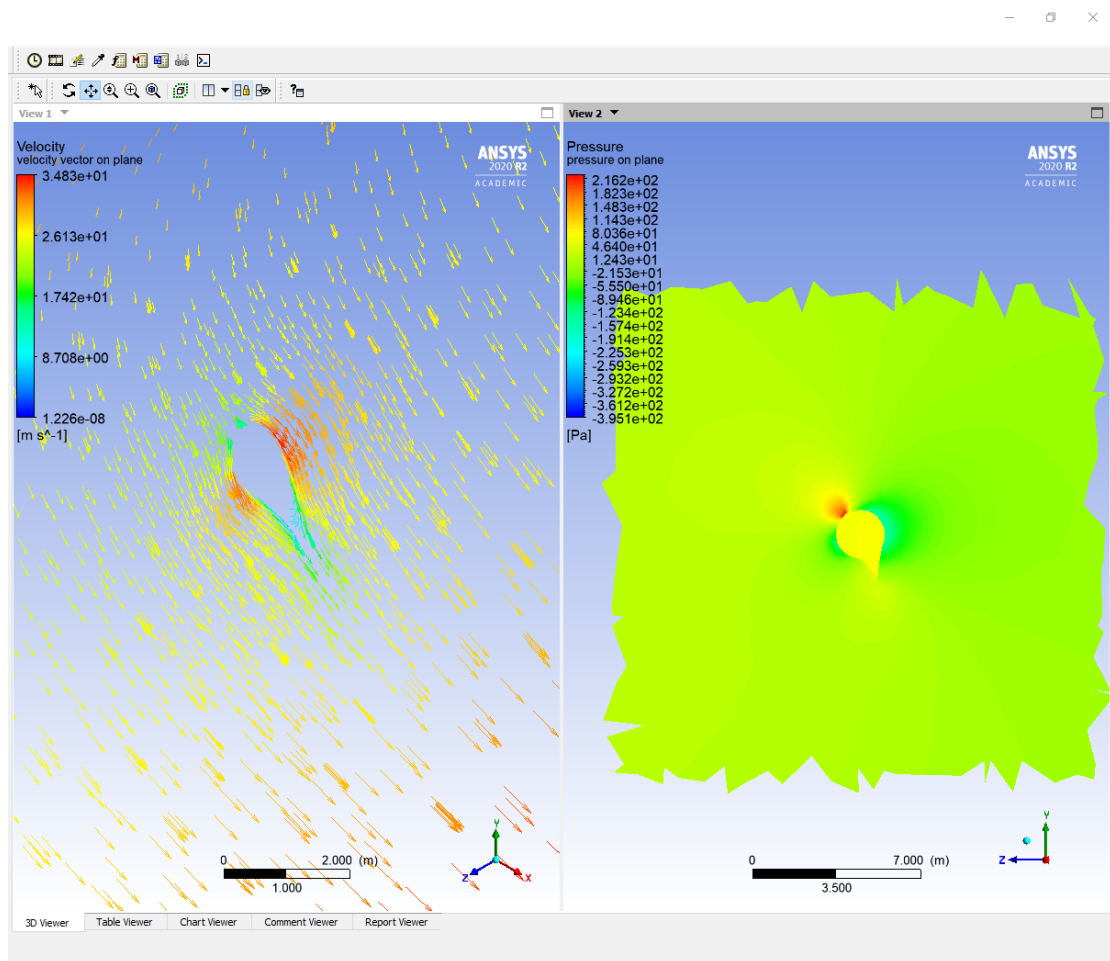 View 1
View 2
Velocity
velocity vector on plane
3.483e+01
2.613e+01
1.742e+01
8.708e+00
1.226e-08
[m s^-1]
ANSYS
2020 R2
ACADEMIC
0 2.000 (m)
1.000
Y
Z
X
Pressure
pressure on plane
2.162e+02
1.823e+02
1.483e+02
1.143e+02
8.036e+01
4.640e+01
1.243e+01
-2.153e+01
-5.550e+01
-8.946e+01
-1.234e+02
-1.574e+02
-1.914e+02
-2.253e+02
-2.593e+02
-2.932e+02
-3.272e+02
-3.612e+02
-3.951e+02
[Pa]
ANSYS
2020 R2
ACADEMIC
0 7.000 (m)
3.500
Y
Z
3D Viewer Table Viewer Chart Viewer Comment Viewer Report Viewer